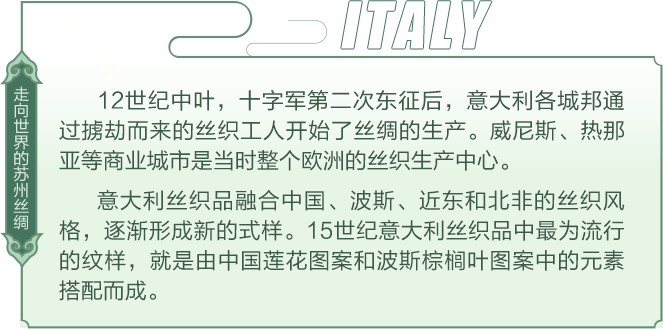 ITALY
走向世界的苏州丝绸
12世纪中叶，十字军第二次东征后，意大利各城邦通
过掳劫而来的丝织工人开始了丝绸的生产。威尼斯、热那
亚等商业城市是当时整个欧洲的丝织生产中心。
意大利丝织品融合中国、波斯、近东和北非的丝织风
格，逐渐形成新的式样。15世纪意大利丝织品中最为流行
的纹样，就是由中国莲花图案和波斯棕榈叶图案中的元素
搭配而成。